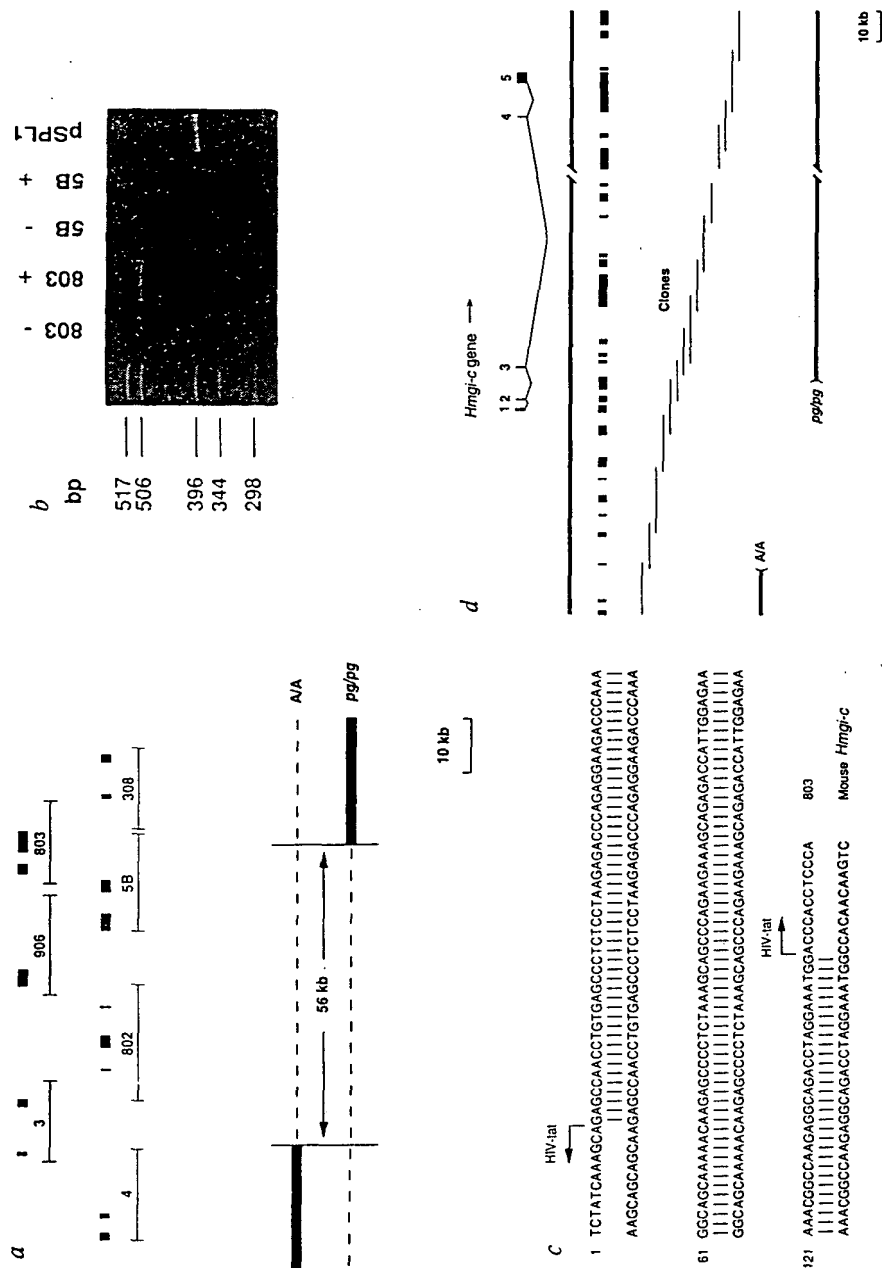 a
4
3
802
906
5B
803
308
A/A
56 kb
pg/pg
10 kb
b
bp
803 -
803 +
5B -
5B +
pSPL1
517
506
396
344
298
c
HIV-tat
1 TCTATCAAAGCAGAGCCAACCTGTGAGCCCTCTCCTAAGAGACCCAGAGGAAGACCCAAA
AAGCAGCAGCAAGAGCCAACCTGTGAGCCCTCTCCTAAGAGACCCAGAGGAAGACCCAAA
61 GGCAGCAAAAACAAGAGCCCCTCTAAAGCAGCCCAGAAGAAAGCAGAGACCATTGGAGAA
GGCAGCAAAAACAAGAGCCCCTCTAAAGCAGCCCAGAAGAAAGCAGAGACCATTGGAGAA
HIV-tat
121 AAACGGCCAAGAGGCAGACCTAGGAAATGGACCCACCTCCCA 803
AAACGGCCAAGAGGCAGACCTAGGAAATGGCCACAACAAGTC Mouse Hmgi-c
d
Hmgi-c gene
1 2 3 4 5
Clones
A/A
pg/pg
10 kb